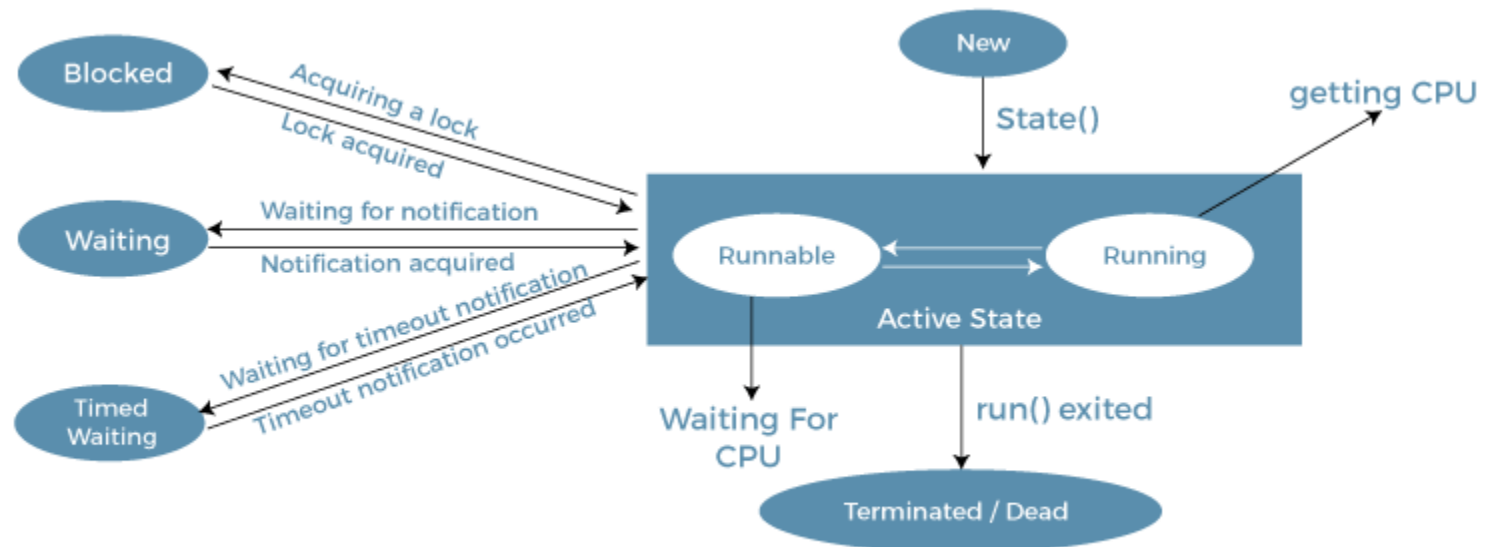 New
Blocked
Acquiring a lock
getting CPU
State()
Lock acquired
Waiting for notification
Waiting
Runnable
Running
Notification acquired
Waiting for timeout notification
Active State
Timeout notification occurred
Timed
Waiting
Waiting For
CPU
run() exited
Terminated / Dead